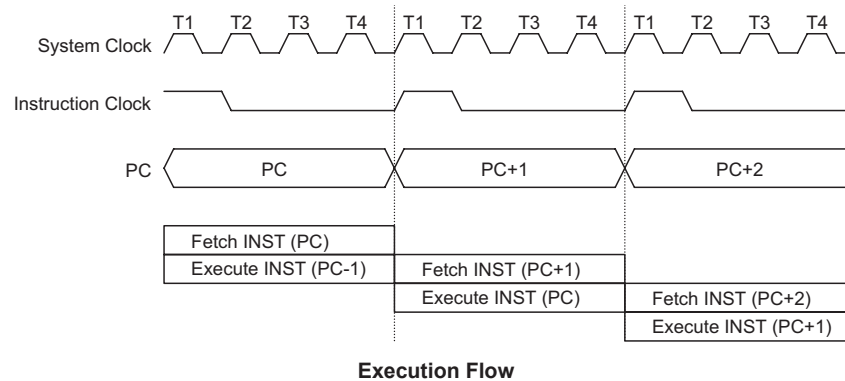 T1 T2 T3 T4 T1 T2 T3 T4 T1 T2 T3 T4
System Clock
Instruction Clock
PC PC PC+1 PC+2
Fetch INST (PC)
Execute INST (PC-1) Fetch INST (PC+1)
Execute INST (PC) Fetch INST (PC+2)
Execute INST (PC+1)
Execution Flow